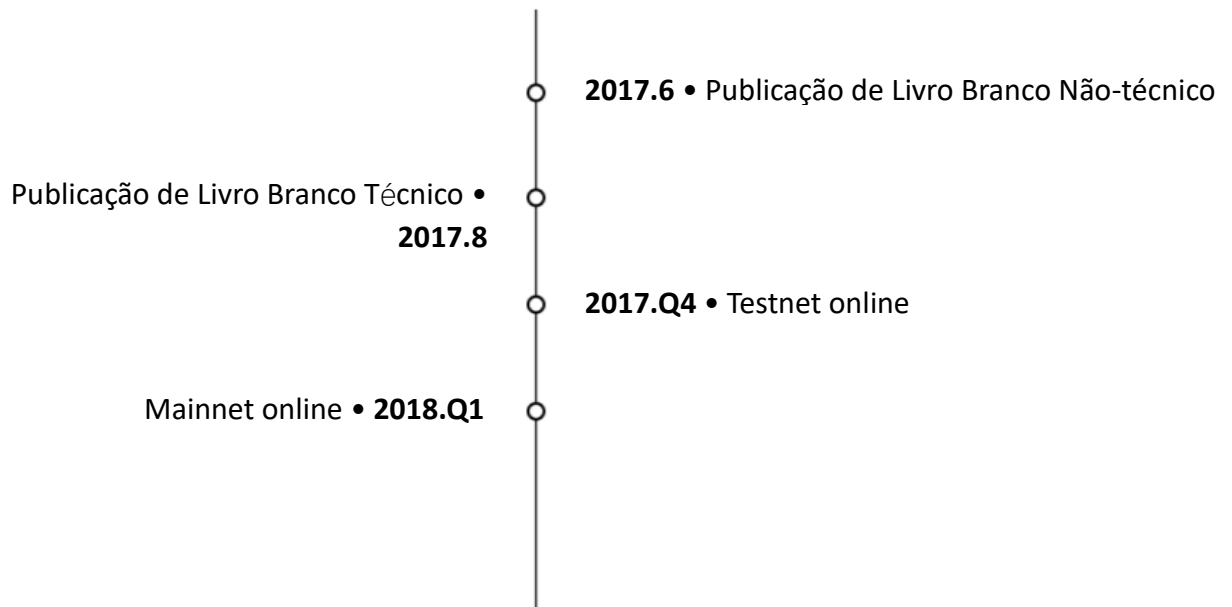 2017.6 • Publicação de Livro Branco Não-técnico
Publicação de Livro Branco Técnico •
2017.8
2017.Q4 • Testnet online
Mainnet online • 2018.Q1